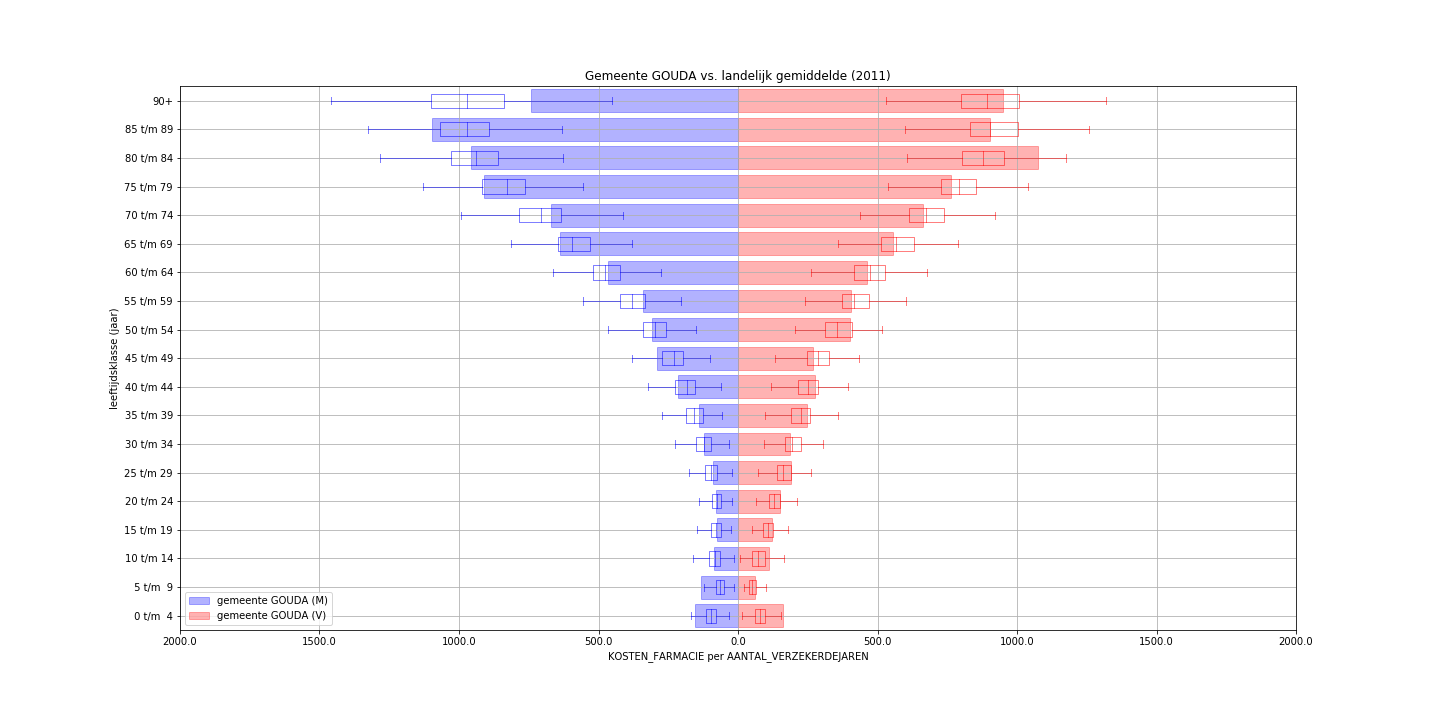 Gemeente GOUDA vs. landelijk gemiddelde (2011)
leeftijdsklasse (jaar)
90+
85 t/m 89
80 t/m 84
75 t/m 79
70 t/m 74
65 t/m 69
60 t/m 64
55 t/m 59
50 t/m 54
45 t/m 49
40 t/m 44
35 t/m 39
30 t/m 34
25 t/m 29
20 t/m 24
15 t/m 19
10 t/m 14
5 t/m 9
0 t/m 4
gemeente GOUDA (M)
gemeente GOUDA (V)
2000.0 1500.0 1000.0 500.0 0.0 500.0 1000.0 1500.0 2000.0
KOSTEN_FARMACIE per AANTAL_VERZEKERDEJAREN